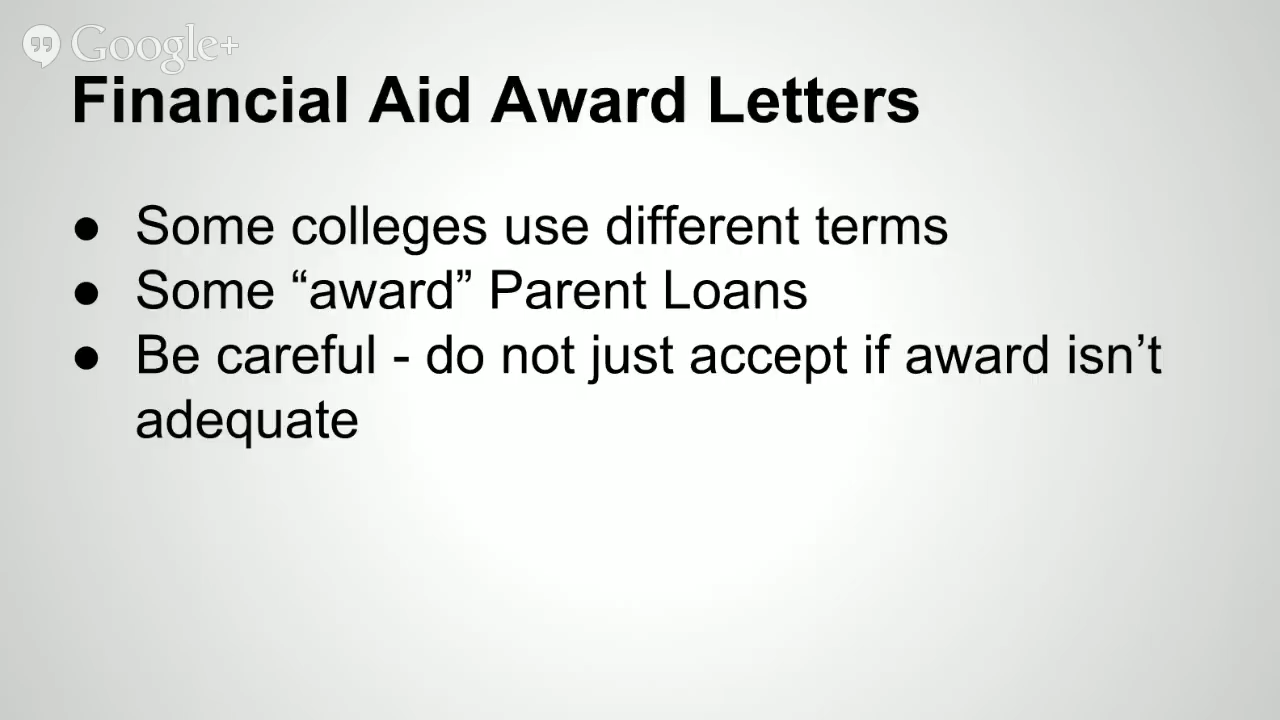 Google+
Financial Aid Award Letters
● Some colleges use different terms
● Some “award” Parent Loans
● Be careful - do not just accept if award isn’t
adequate